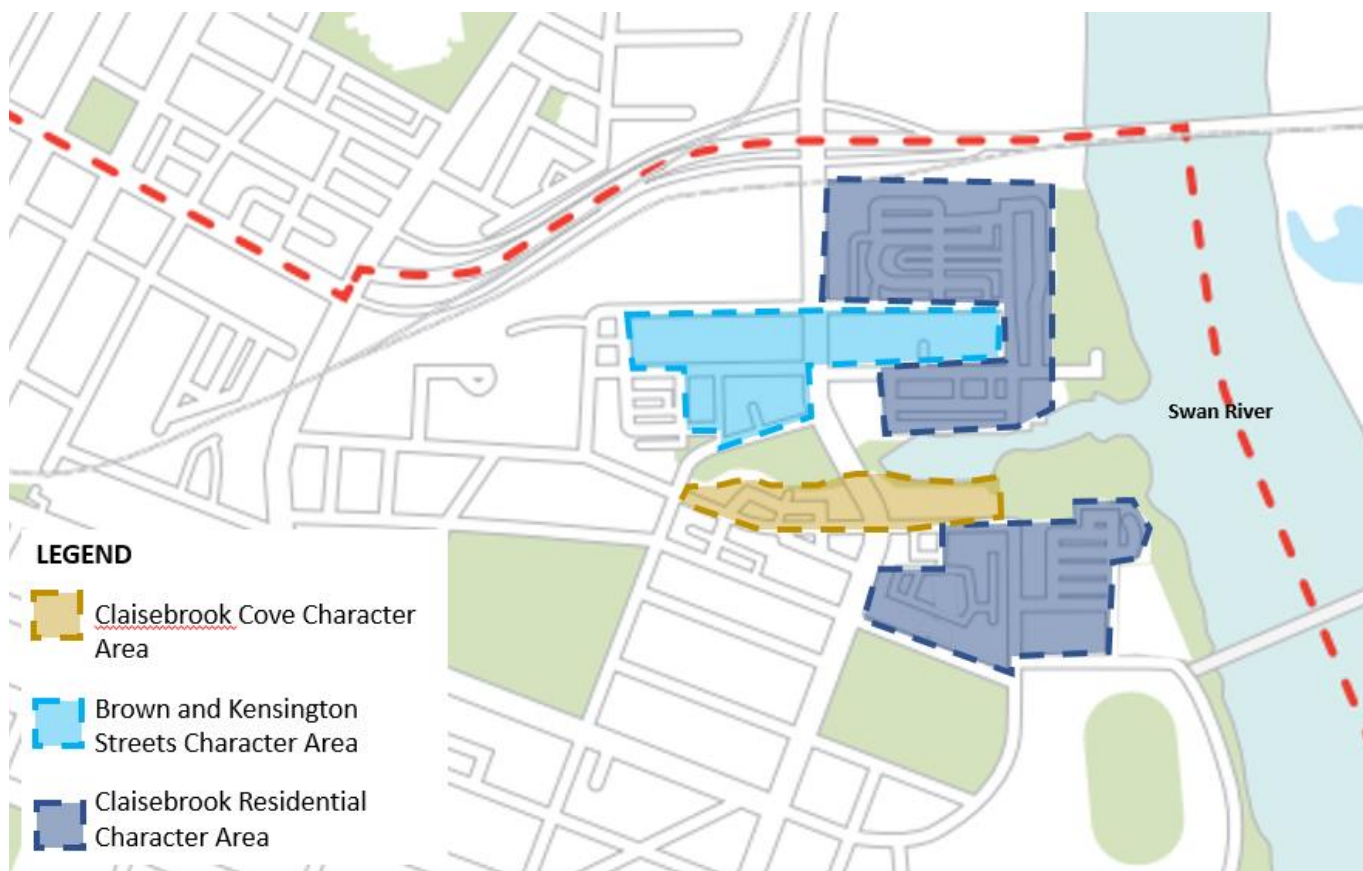 Swan River
LEGEND
Claisebrook Cove Character
Area
Brown and Kensington
Streets Character Area
Claisebrook Residential
Character Area